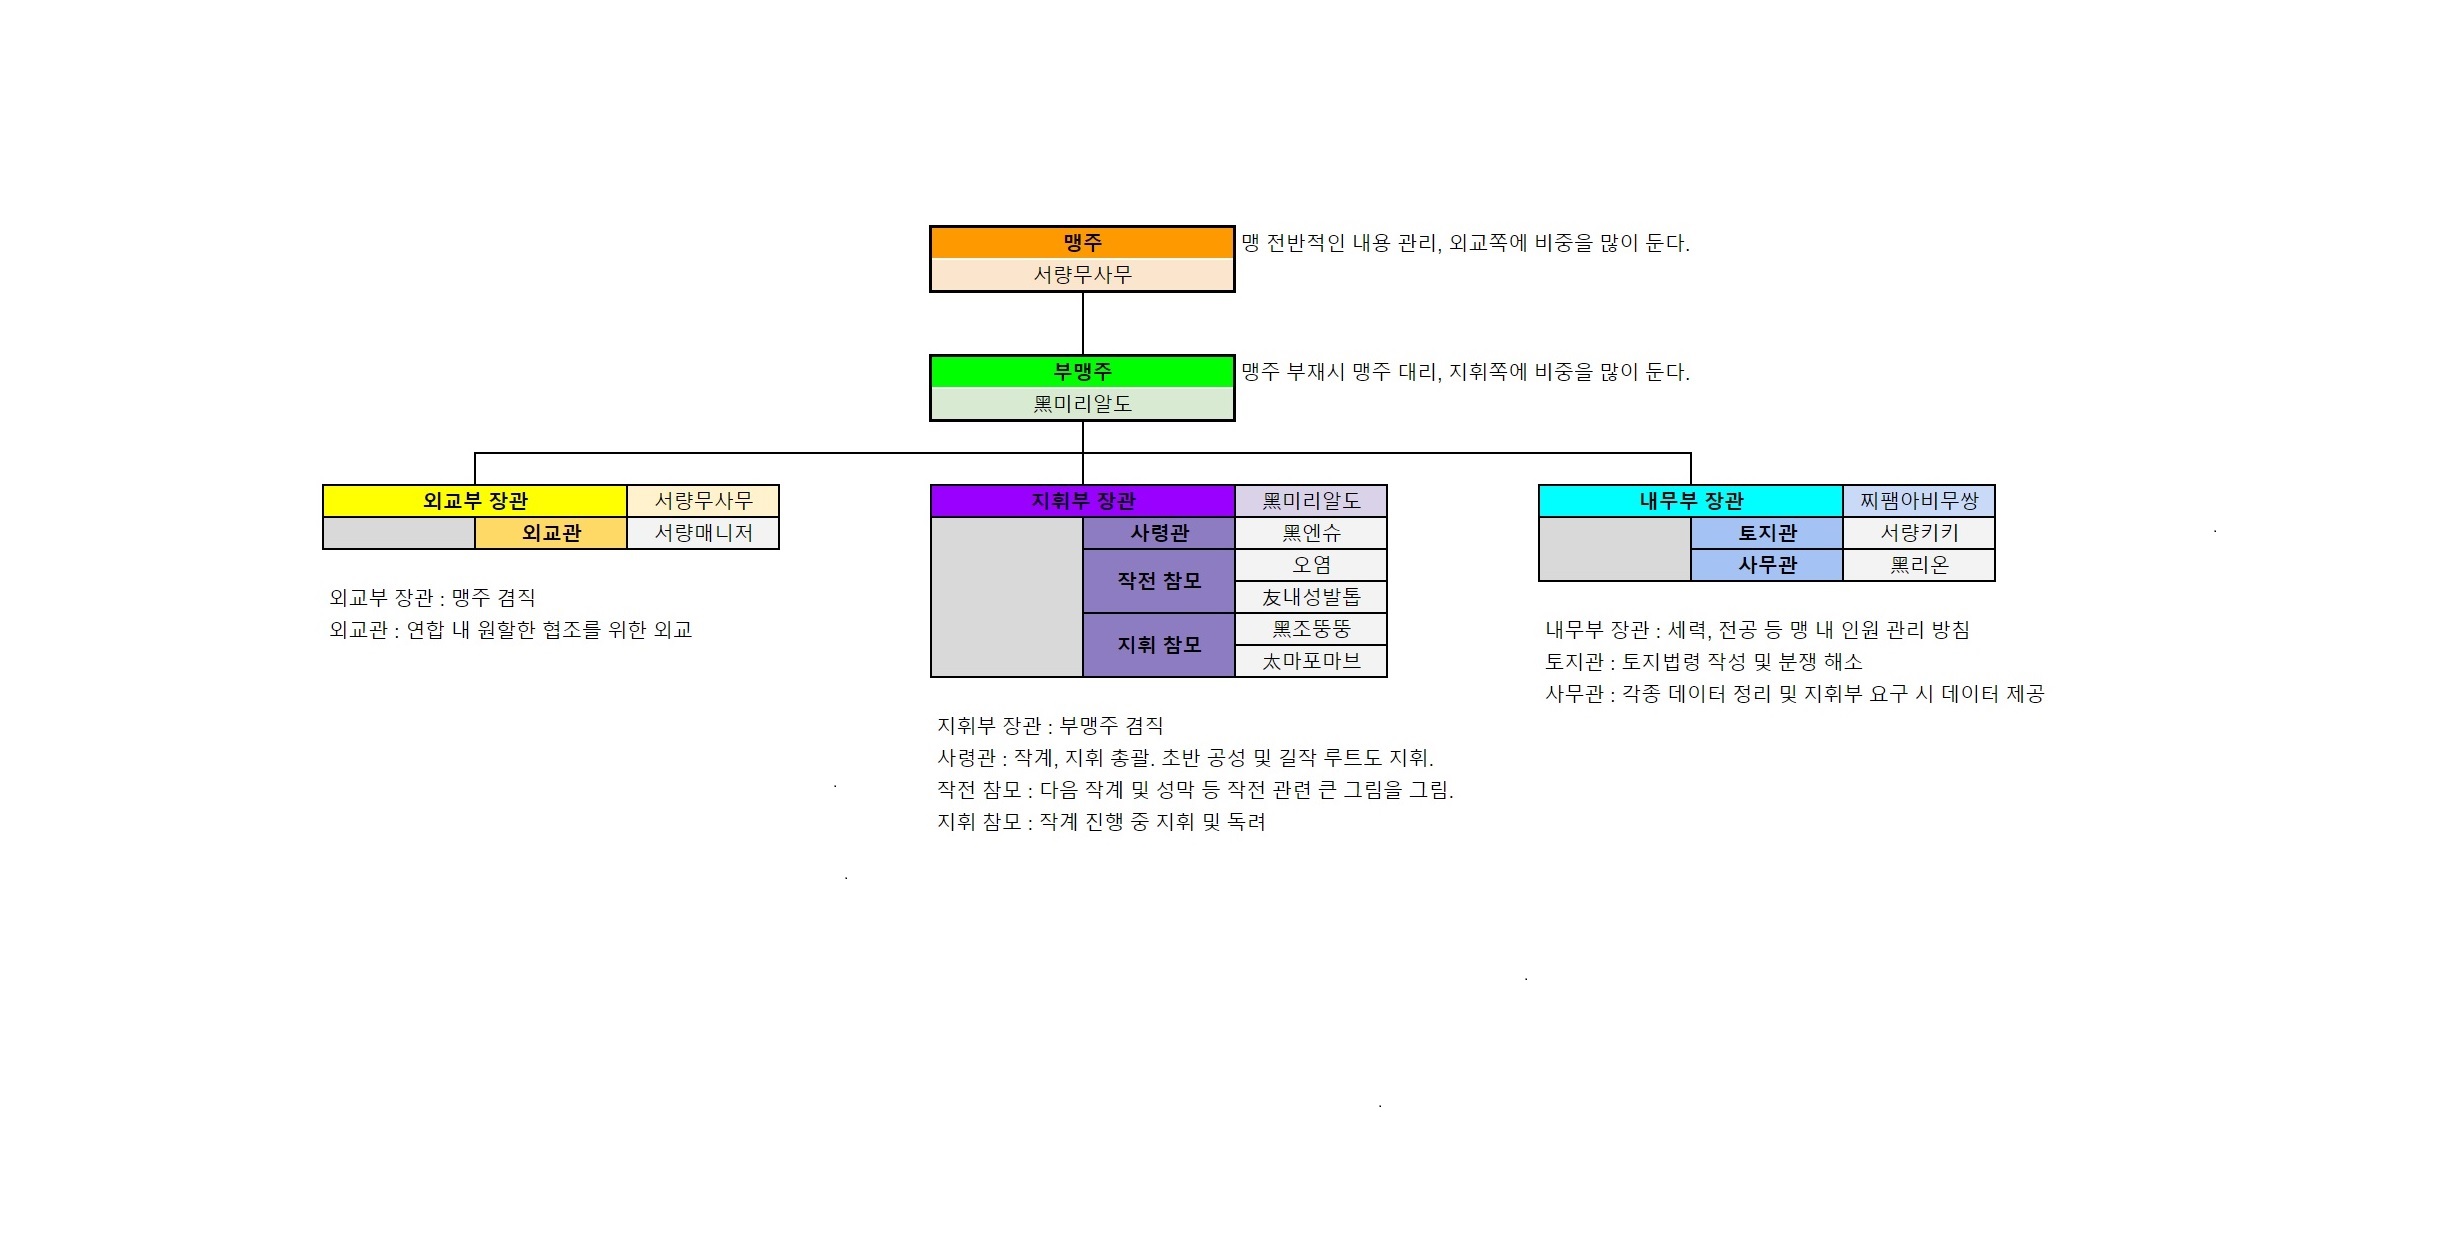 맹주 맹 전반적인 내용 관리, 외교쪽에 비중을 많이 둔다.
서량무사무
부맹주 맹주 부재시 맹주 대리, 지휘쪽에 비중을 많이 둔다.
黑미리알도
외교부 장관 서량무사무
외교관 서량매니저
외교부 장관 : 맹주 겸직
외교관 : 연합 내 원할한 협조를 위한 외교
지휘부 장관 黑미리알도
사령관 黑엔슈
작전 참모 오염
友내성발톱
지휘 참모 黑조뚱뚱
太마포마브
지휘부 장관 : 부맹주 겸직
사령관 : 작계, 지휘 총괄. 초반 공성 및 길작 루트도 지휘.
작전 참모 : 다음 작계 및 성막 등 작전 관련 큰 그림을 그림.
지휘 참모 : 작계 진행 중 지휘 및 독려
내무부 장관 찌팸아비무쌍
토지관 서량키키
사무관 黑리온
내무부 장관 : 세력, 전공 등 맹 내 인원 관리 방침
토지관 : 토지법령 작성 및 분쟁 해소
사무관 : 각종 데이터 정리 및 지휘부 요구 시 데이터 제공